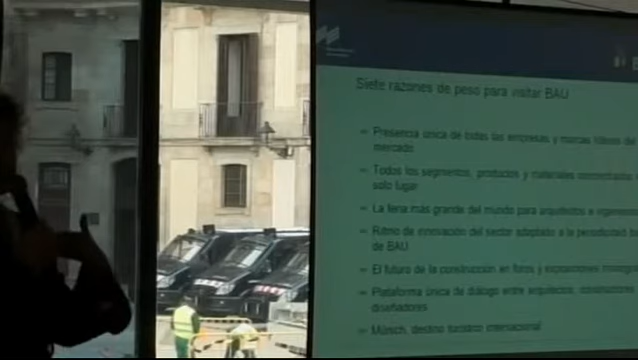 Siete razones de peso para visitar BAU
Presencia única de todas las empresas y marcas líderes del
mercado
Todos los segmentos, productos y materiales concentrados
solo lugar
La feria más grande del mundo para arquitectos e ingenieros
Ritmo de innovación del sector adaptado a la periodicidad
de BAU
El futuro de la construcción en foros y exposiciones
Plataforma única de diálogo entre arquitectos, constructores
diseñadores
Múnich, destino turístico internacional